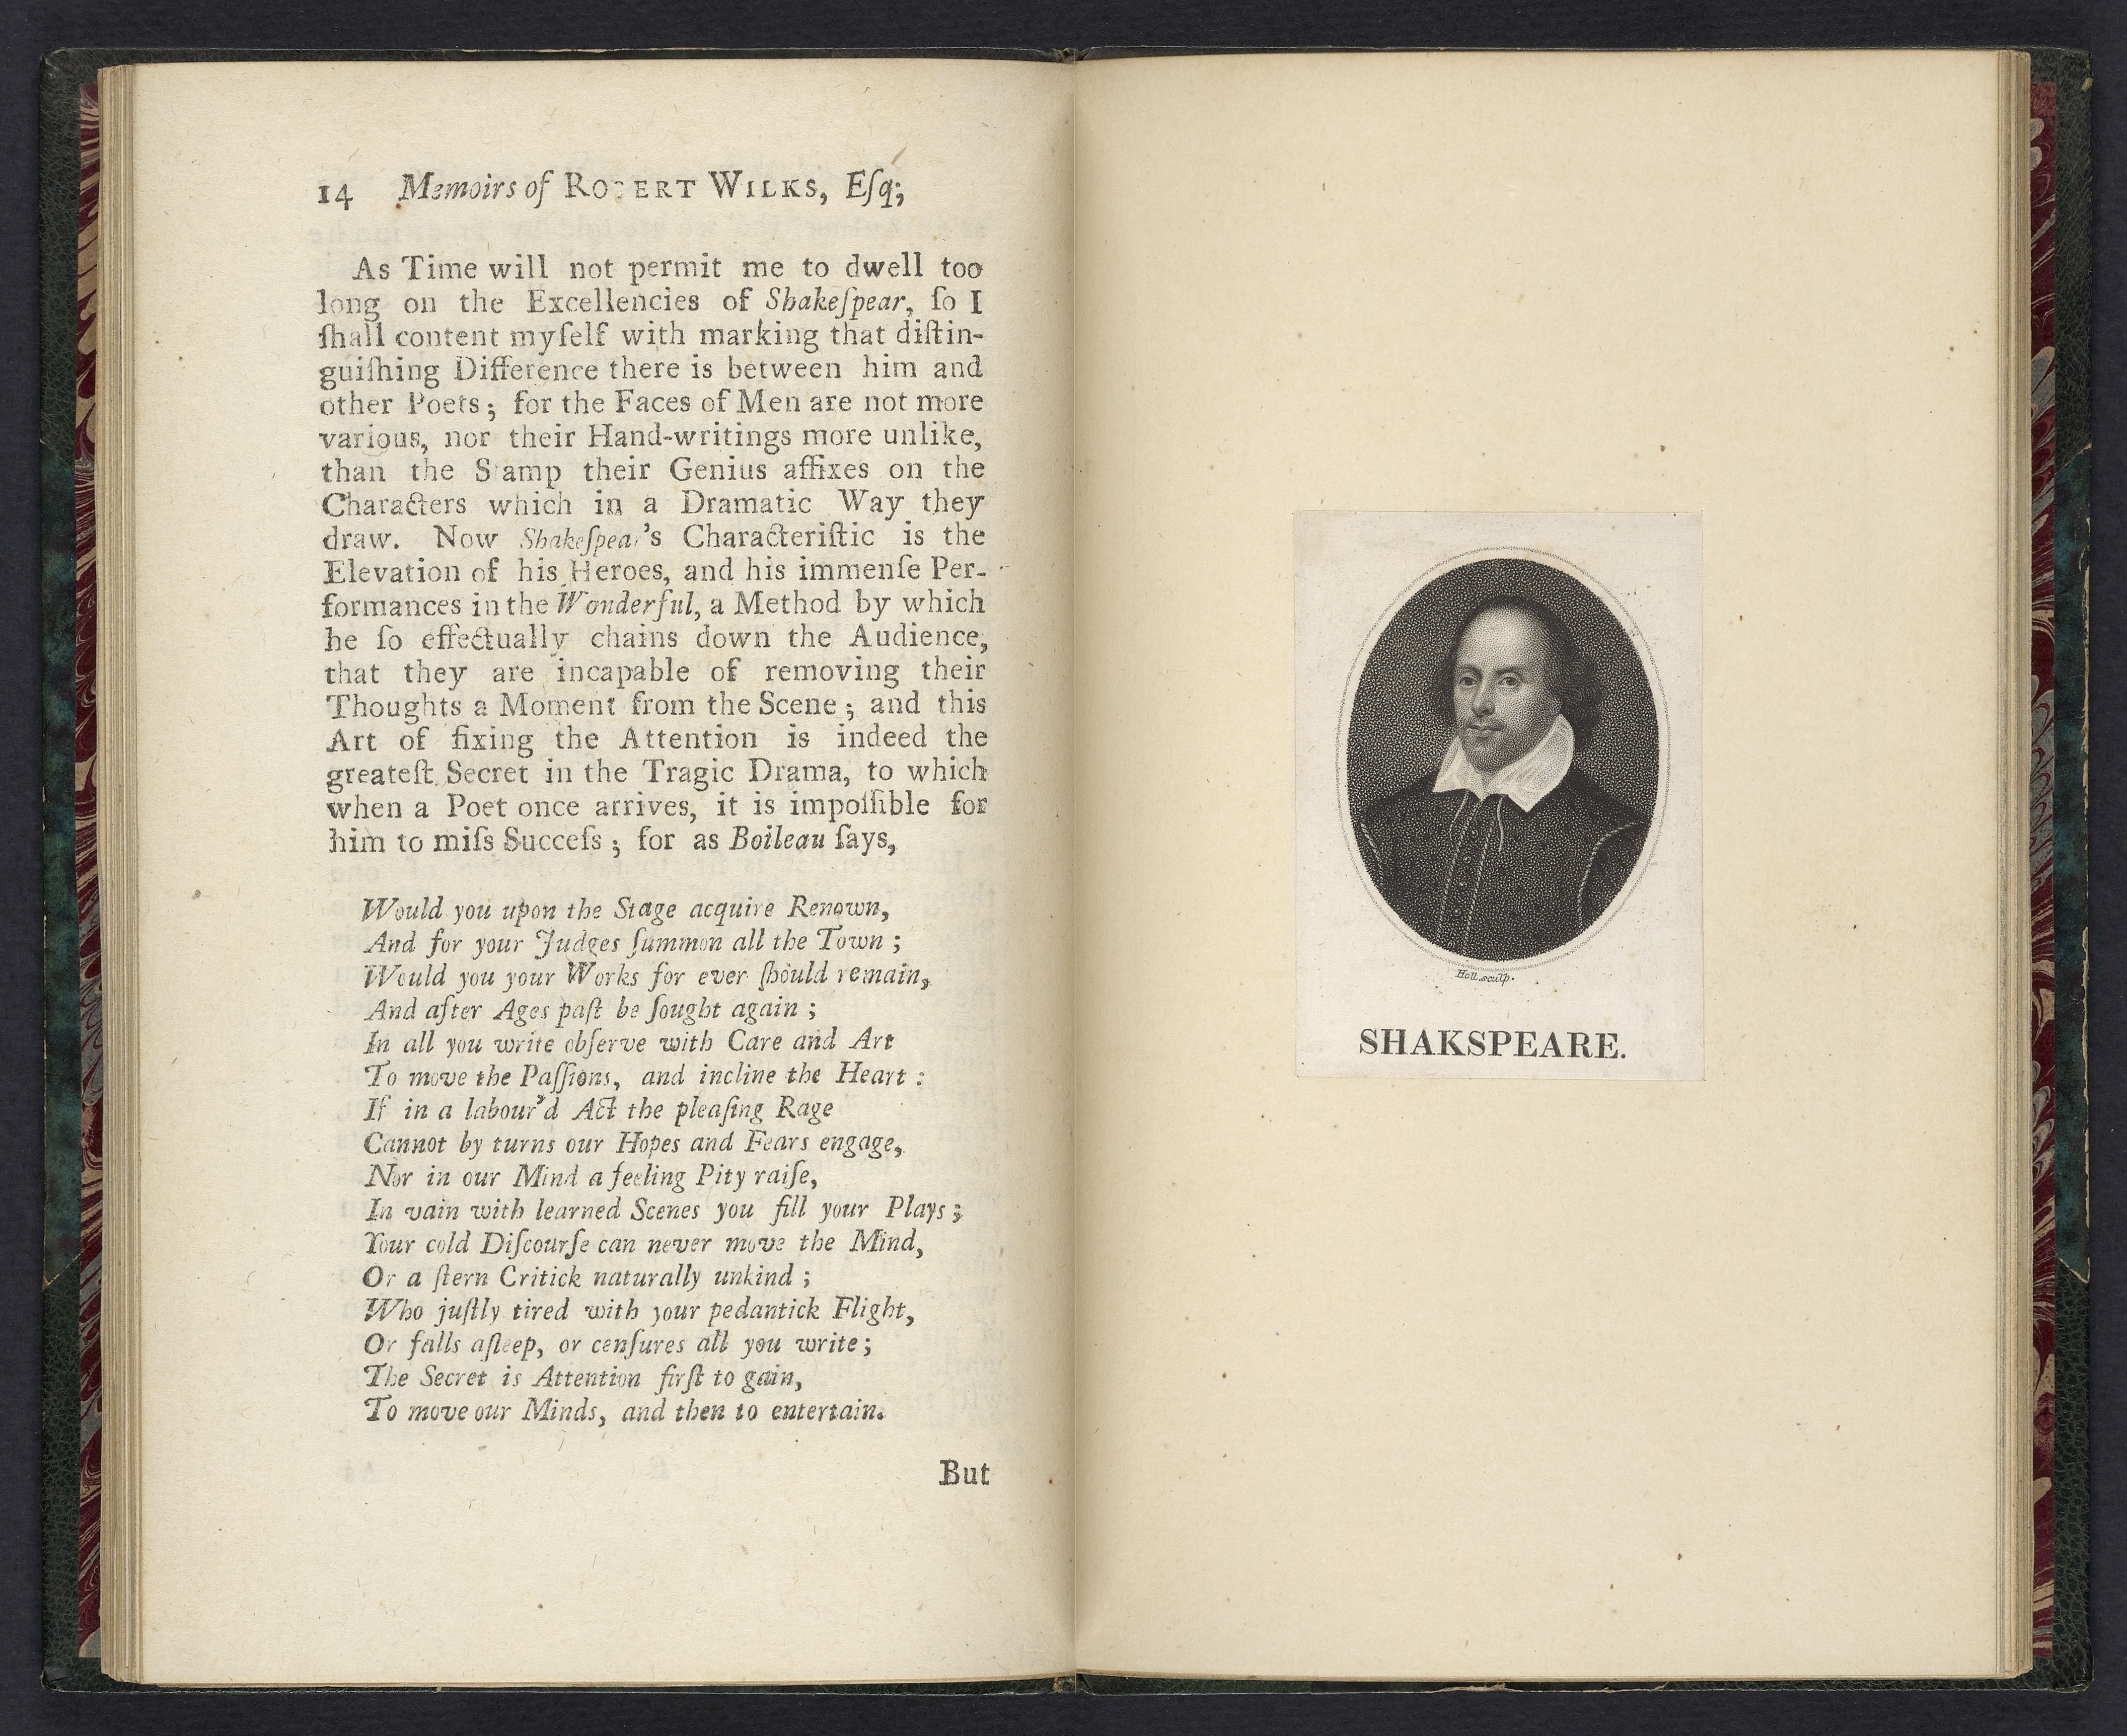 14 Memoirs of ROBERT WILKS, Eſq;
As Time will not permit me to dwell too
long on the Excellencies of Shakeſpear, ſo I
ſhall content myſelf with marking that diſtin-
guiſhing Difference there is between him and
other Poets; for the Faces of Men are not more
various, nor their Hand-writings more unlike,
than the Stamp their Genius affixes on the
Characters which in a Dramatic Way they
draw. Now Shakeſpear's Characteriſtic is the
Elevation of his Heroes, and his immenſe Per-
formances in the Wonderful, a Method by which
he ſo effectually chains down the Audience,
that they are incapable of removing their
Thoughts a Moment from the Scene; and this
Art of fixing the Attention is indeed the
greateſt Secret in the Tragic Drama, to which
when a Poet once arrives, it is impoſſible for
him to miſs Succeſs; for as Boileau ſays,
Would you upon the Stage acquire Renown,
And for your Judges ſummon all the Town;
Would you your Works for ever ſhould remain,
And after Ages paſt be ſought again;
In all you write obſerve with Care and Art
To move the Paſſions, and incline the Heart:
If in a labour'd Act the pleaſing Rage
Cannot by turns our Hopes and Fears engage,
Nor in our Mind a feeling Pity raiſe,
In vain with learned Scenes you fill your Plays;
Your cold Diſcourſe can never move the Mind,
Or a ſtern Critick naturally unkind;
Who juſtly tired with your pedantick Flight,
Or falls aſleep, or cenſures all you write;
The Secret is Attention firſt to gain,
To move our Minds, and then to entertain.
But
Holl sculp.
SHAKSPEARE.